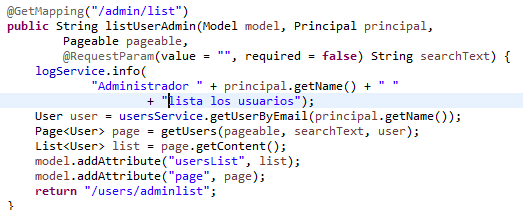 @GetMapping("/admin/list")
public String listUserAdmin(Model model, Principal principal,
Pageable pageable,
@RequestParam(value = "", required = false) String searchText) {
logService.info(
"Administrador " + principal.getName() + " "
+ "lista los usuarios");
User user = usersService.getUserByEmail(principal.getName());
Page<User> page = getUsers(pageable, searchText, user);
List<User> list = page.getContent();
model.addAttribute("usersList", list);
model.addAttribute("page", page);
return "/users/adminlist";
}